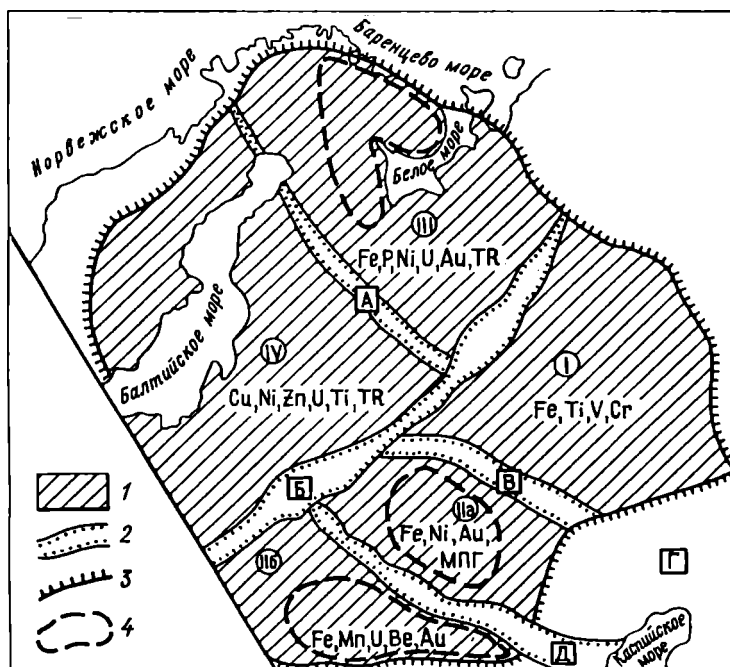 Баренцево море
Норвежское море
Белое море
III
Fe,P,Ni,U,Au,TR
А
Балтийское море
IV
Cu,Ni,Zn,U,Ti,TR
I
Fe,Ti,V,Cr
Б
В
IIа
Fe,Ni,Au,
МПГ
Г
IIб
Fe,Mn,U,Be,Au
Д
Каспийское
море
1
2
3
4